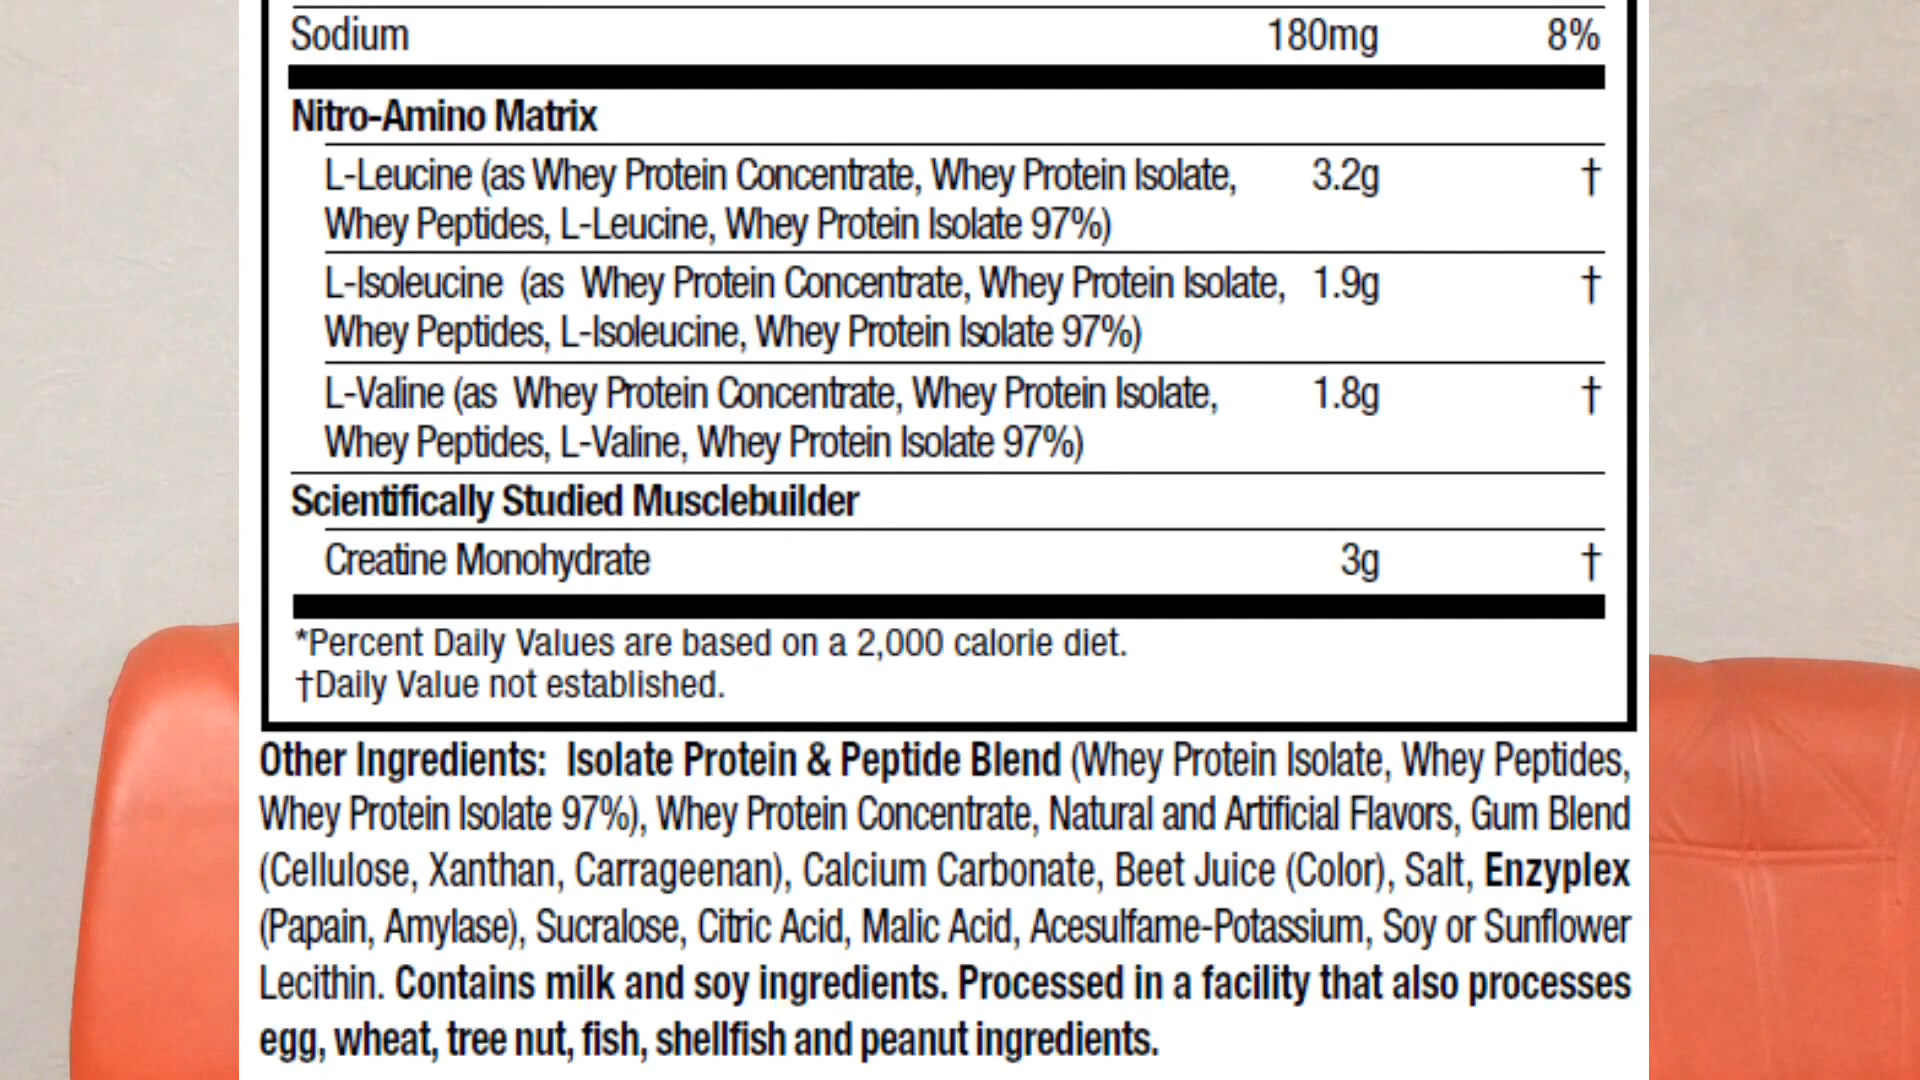 Sodium 180mg 8%
Nitro-Amino Matrix
L-Leucine (as Whey Protein Concentrate, Whey Protein Isolate, 3.2g †
Whey Peptides, L-Leucine, Whey Protein Isolate 97%)
L-Isoleucine (as Whey Protein Concentrate, Whey Protein Isolate, 1.9g †
Whey Peptides, L-Isoleucine, Whey Protein Isolate 97%)
L-Valine (as Whey Protein Concentrate, Whey Protein Isolate, 1.8g †
Whey Peptides, L-Valine, Whey Protein Isolate 97%)
Scientifically Studied Musclebuilder
Creatine Monohydrate 3g †
*Percent Daily Values are based on a 2,000 calorie diet.
†Daily Value not established.
Other Ingredients: Isolate Protein & Peptide Blend (Whey Protein Isolate, Whey Peptides,
Whey Protein Isolate 97%), Whey Protein Concentrate, Natural and Artificial Flavors, Gum Blend
(Cellulose, Xanthan, Carrageenan), Calcium Carbonate, Beet Juice (Color), Salt, Enzyplex
(Papain, Amylase), Sucralose, Citric Acid, Malic Acid, Acesulfame-Potassium, Soy or Sunflower
Lecithin. Contains milk and soy ingredients. Processed in a facility that also processes
egg, wheat, tree nut, fish, shellfish and peanut ingredients.